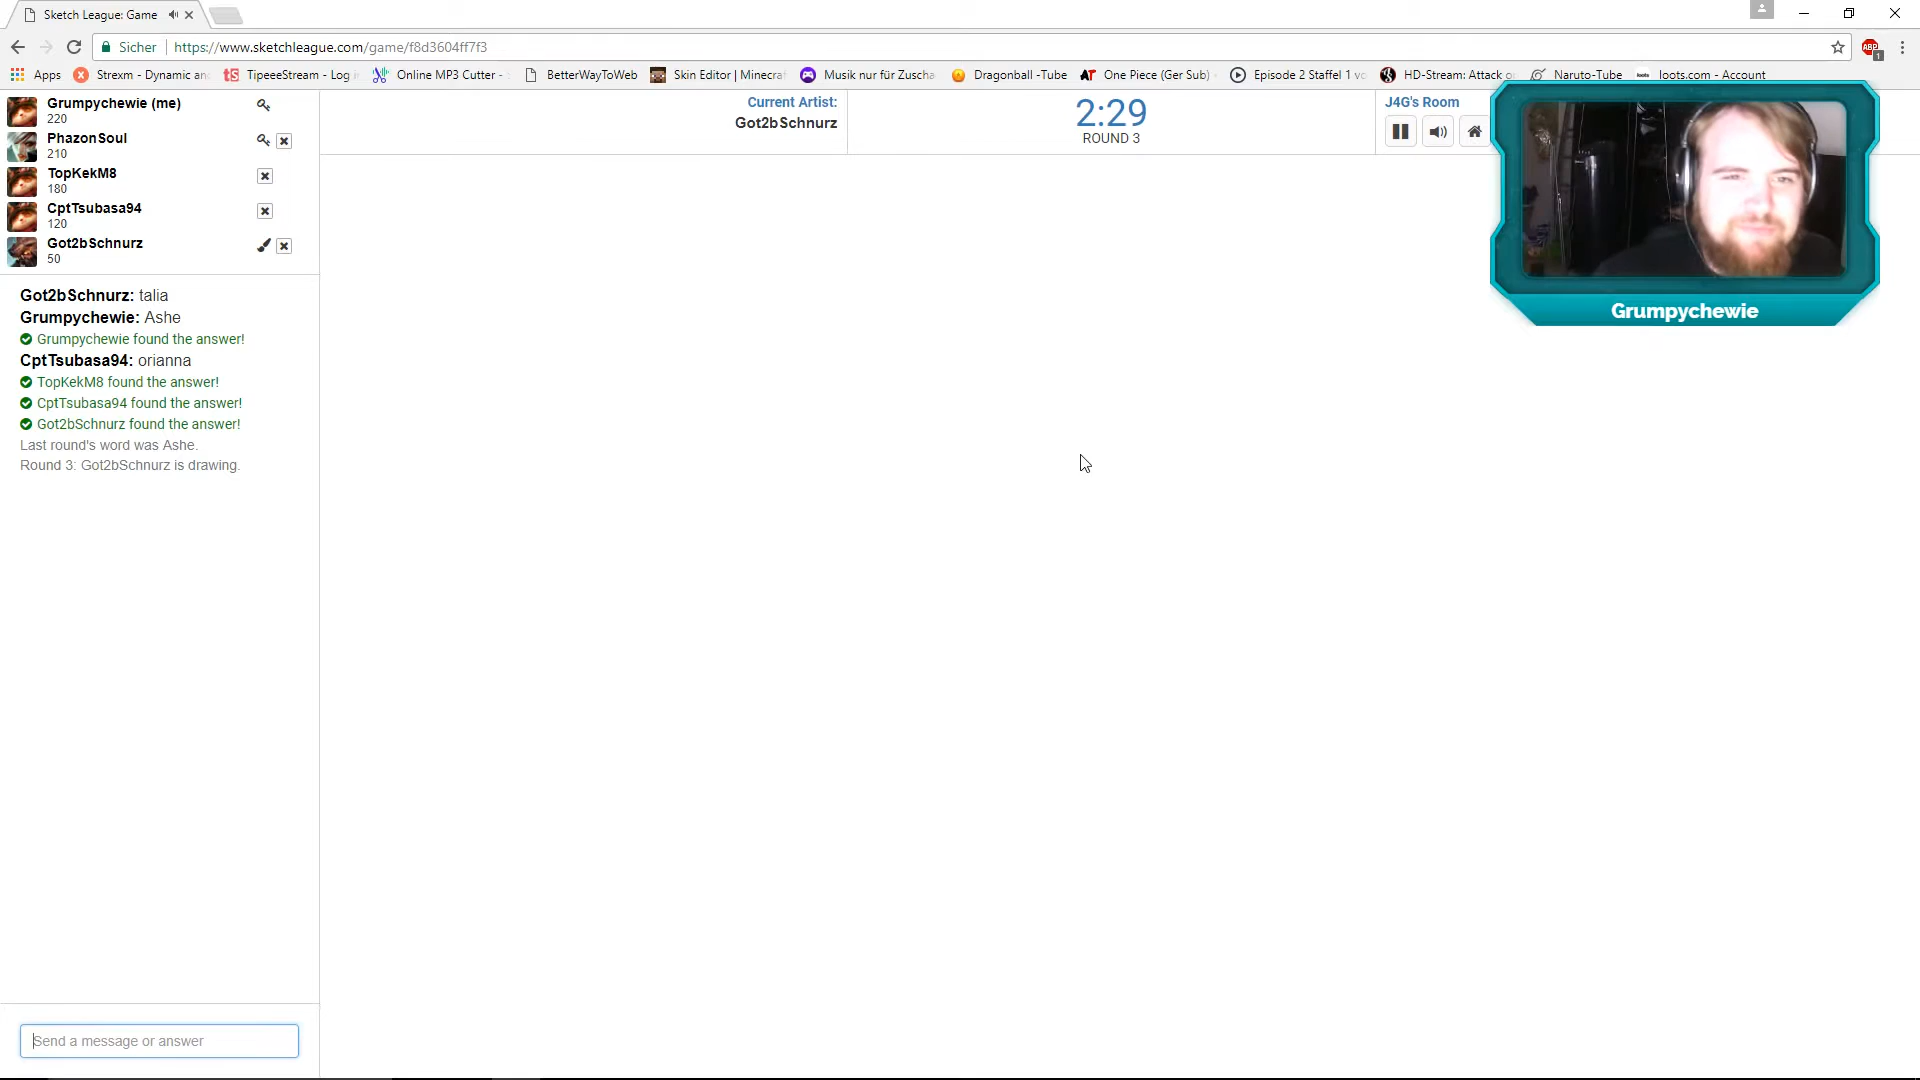 Sketch League: Game
Sicher https://www.sketchleague.com/game/f8d3604ff7f3
ABP 1
Apps Strexm - Dynamic an TipeeeStream - Log i Online MP3 Cutter - BetterWayToWeb Skin Editor | Minecra Musik nur für Zuscha Dragonball -Tube One Piece (Ger Sub) Episode 2 Staffel 1 vo HD-Stream: Attack o Naruto-Tube loots.com - Account
Grumpychewie (me)
220
PhazonSoul
210
TopKekM8
180
CptTsubasa94
120
Got2bSchnurz
50
Current Artist:
Got2bSchnurz
2:29
ROUND 3
J4G's Room
Grumpychewie
Got2bSchnurz: talia
Grumpychewie: Ashe
Grumpychewie found the answer!
CptTsubasa94: orianna
TopKekM8 found the answer!
CptTsubasa94 found the answer!
Got2bSchnurz found the answer!
Last round's word was Ashe.
Round 3: Got2bSchnurz is drawing.
Send a message or answer